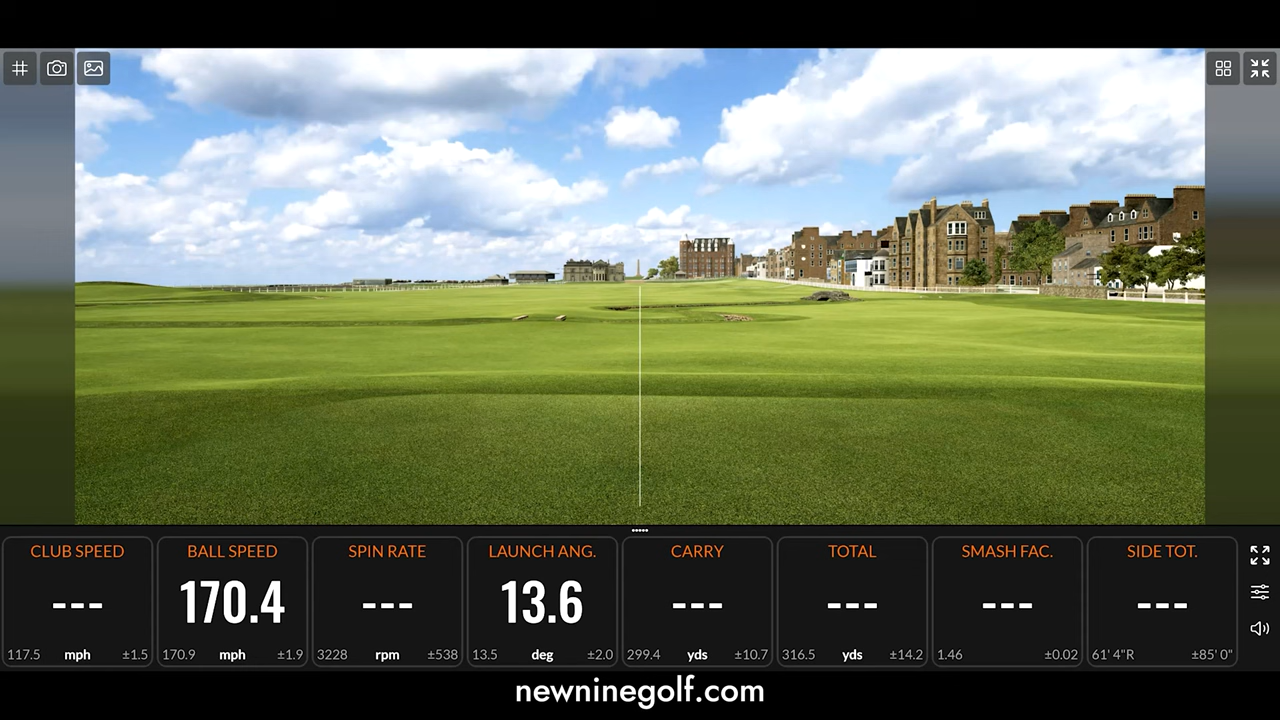 CLUB SPEED BALL SPEED SPIN RATE LAUNCH ANG. CARRY TOTAL SMASH FAC. SIDE TOT.
--- 170.4 --- 13.6 --- --- --- ---
117.5 mph ±1.5 170.9 mph ±1.9 3228 rpm ±538 13.5 deg ±2.0 299.4 yds ±10.7 316.5 yds ±14.2 1.46 ±0.02 61' 4"R ±85' 0"
newninegolf.com